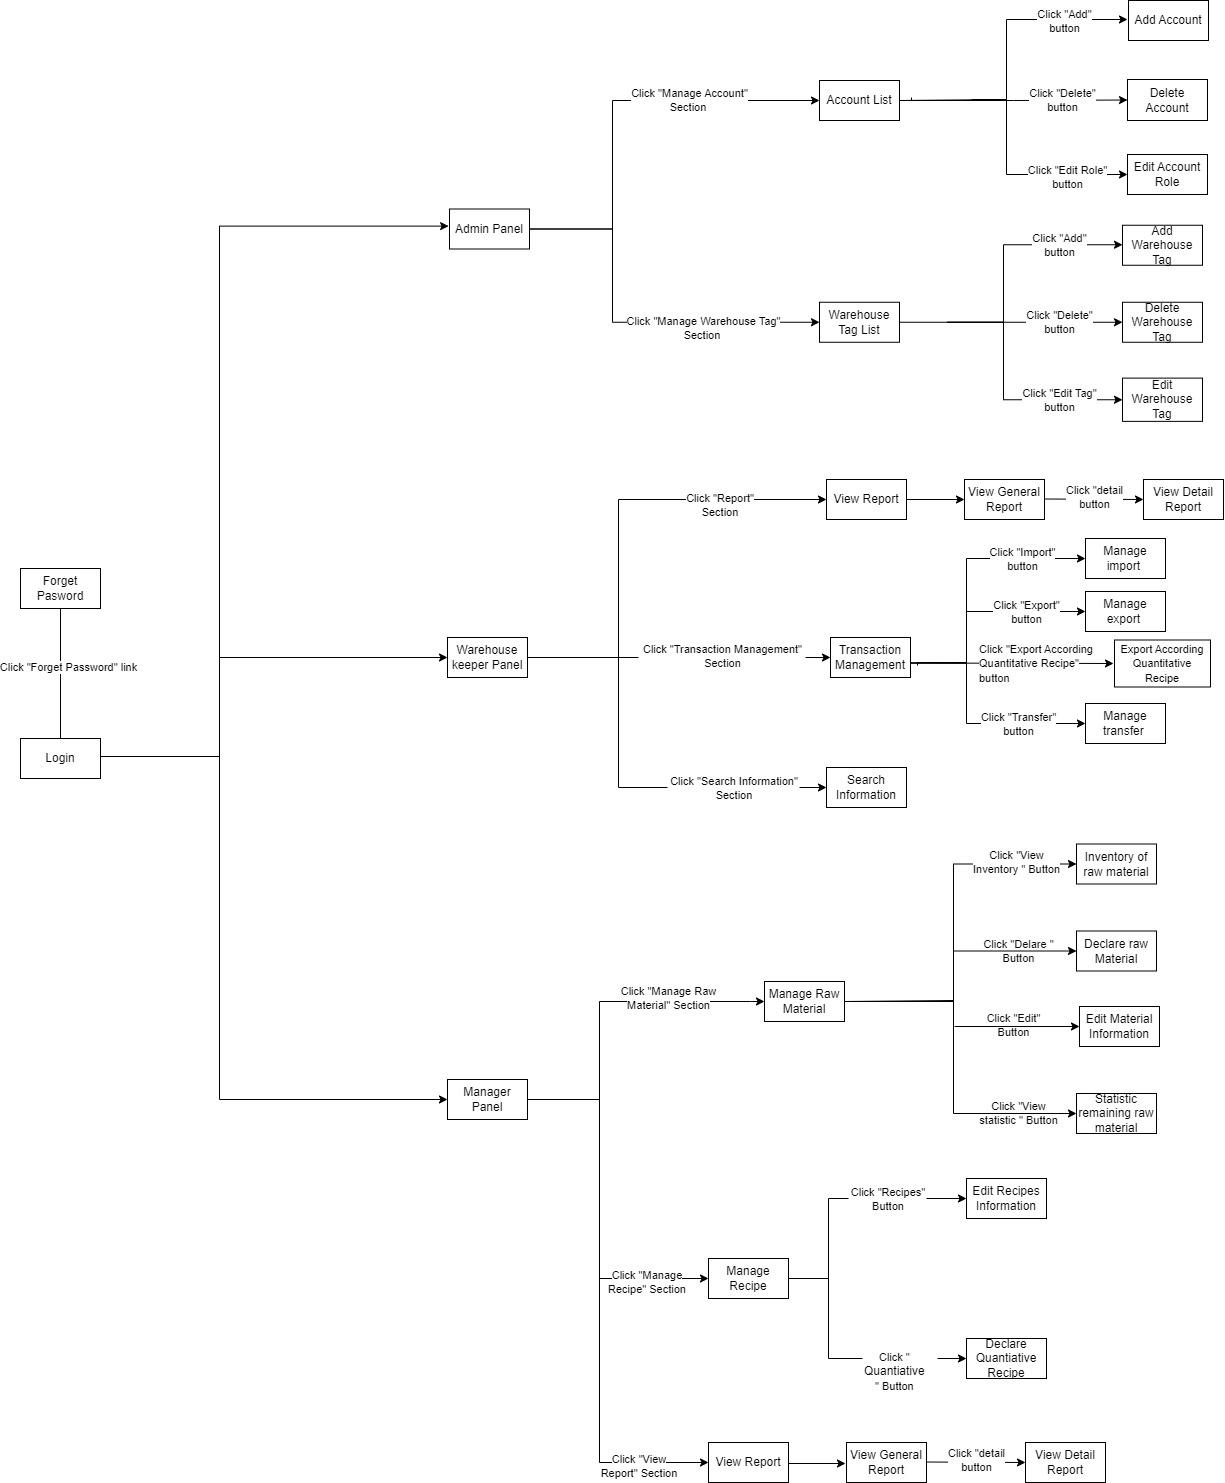 Click "Add"
button
Add Account
Click "Manage Account"
Section
Account List
Click "Delete"
button
Delete
Account
Click "Edit Role"
button
Edit Account
Role
Admin Panel
Click "Add"
button
Add
Warehouse
Tag
Click "Manage Warehouse Tag"
Section
Warehouse
Tag List
Click "Delete"
button
Delete
Warehouse
Tag
Click "Edit Tag"
button
Edit
Warehouse
Tag
Click "Report"
Section
View Report
View General
Report
Click "detail
button
View Detail
Report
Click "Import"
button
Manage
import
Forget
Pasword
Click "Export"
button
Manage
export
Warehouse
keeper Panel
Click "Transaction Management"
Section
Transaction
Management
Click "Export According
Quantitative Recipe"
button
Export According
Quantitative
Recipe
Click "Forget Password" link
Click "Transfer"
button
Manage
transfer
Login
Click "Search Information"
Section
Search
Information
Click "View
Inventory " Button
Inventory of
raw material
Click "Delare "
Button
Declare raw
Material
Click "Manage Raw
Material" Section
Manage Raw
Material
Click "Edit"
Button
Edit Material
Information
Manager
Panel
Click "View
statistic " Button
Statistic
remaining raw
material
Click "Recipes"
Button
Edit Recipes
Information
Click "Manage
Recipe" Section
Manage
Recipe
Click "
Quantiative
" Button
Declare
Quantiative
Recipe
Click "View
Report" Section
View Report
View General
Report
Click "detail
button
View Detail
Report